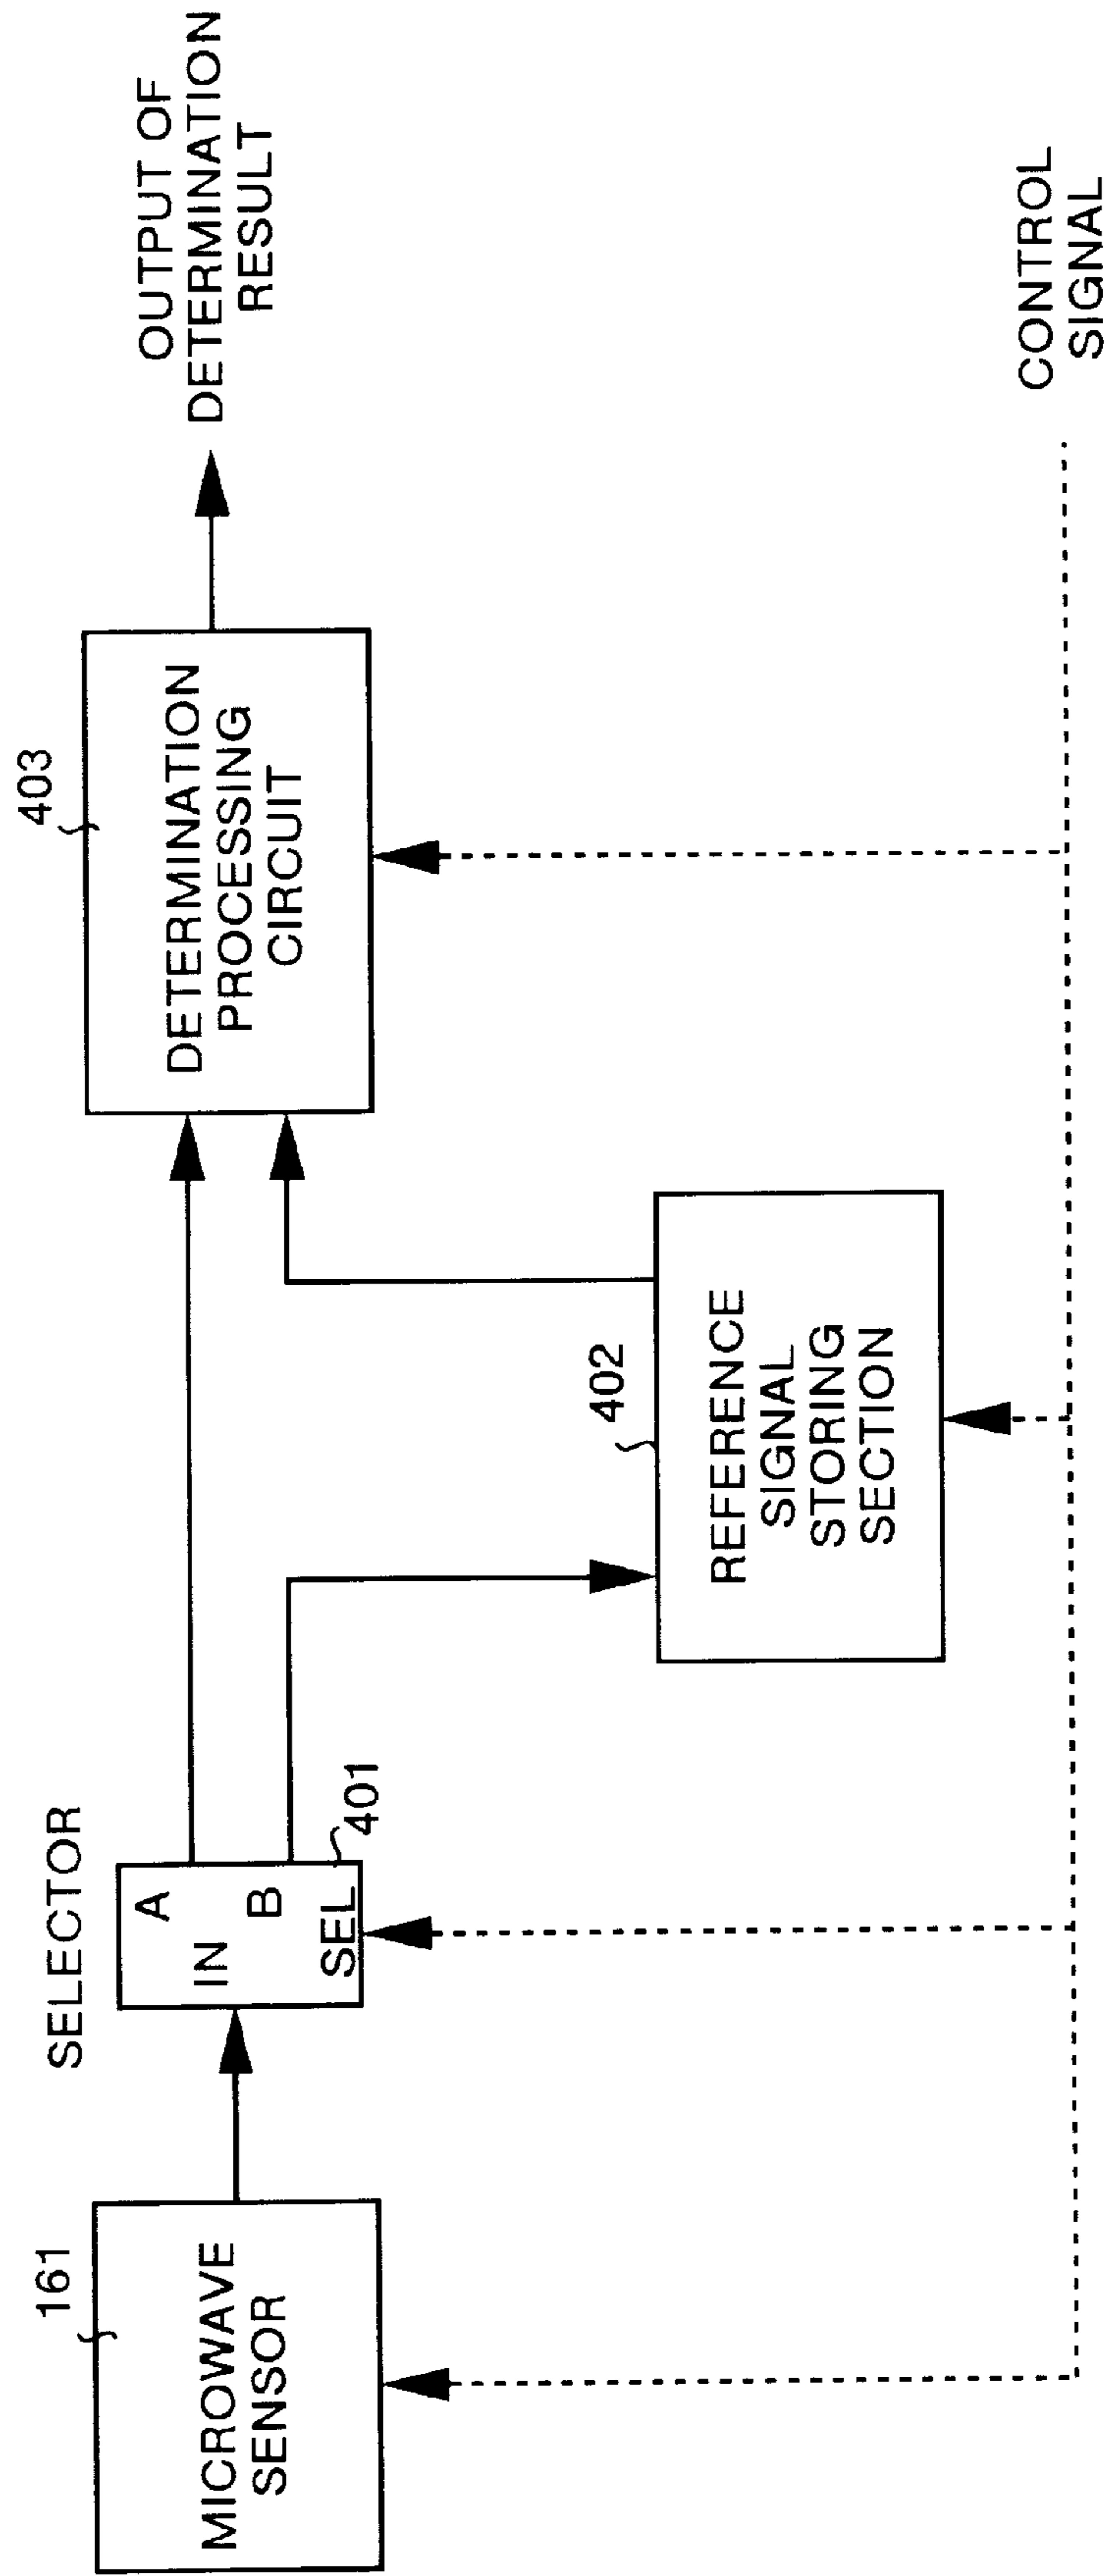 161
MICROWAVE
SENSOR
SELECTOR
A
IN
B
SEL
401
402
REFERENCE
SIGNAL
STORING
SECTION
403
DETERMINATION
PROCESSING
CIRCUIT
OUTPUT OF
DETERMINATION
RESULT
CONTROL
SIGNAL